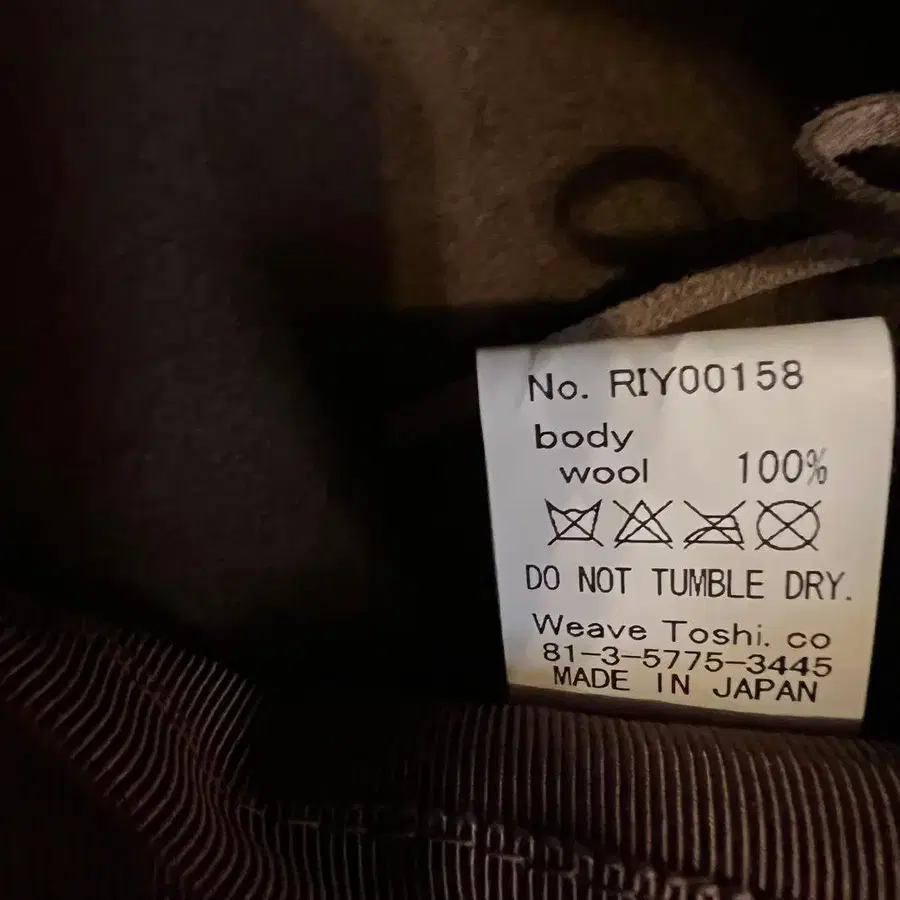 No. RIY00158
body
wool 100%
DO NOT TUMBLE DRY.
Weave Toshi. co
81-3-5775-3445
MADE IN JAPAN